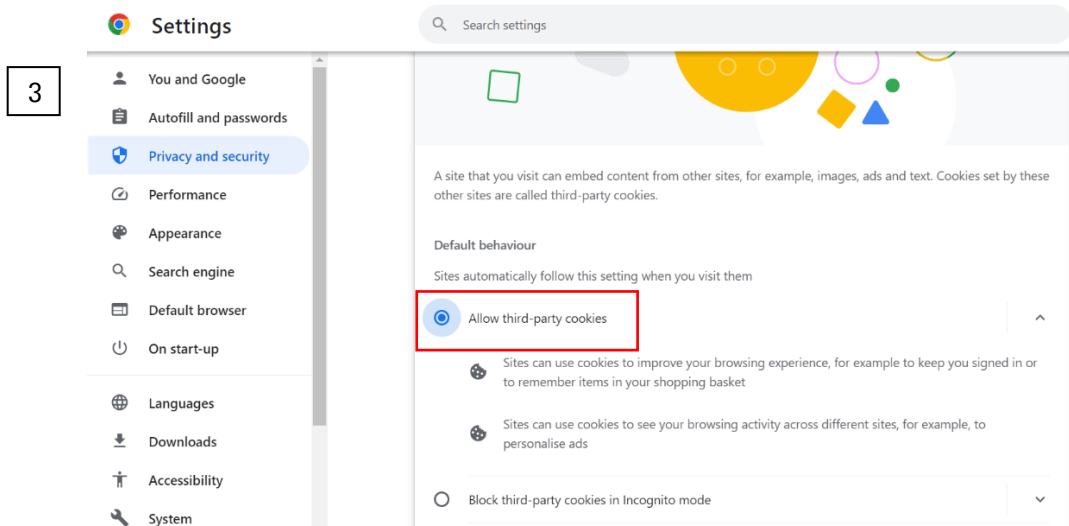 Settings
Search settings
3
You and Google
Autofill and passwords
Privacy and security
Performance
Appearance
Search engine
Default browser
On start-up
Languages
Downloads
Accessibility
System
A site that you visit can embed content from other sites, for example, images, ads and text. Cookies set by these
other sites are called third-party cookies.
Default behaviour
Sites automatically follow this setting when you visit them
Allow third-party cookies
Sites can use cookies to improve your browsing experience, for example to keep you signed in or
to remember items in your shopping basket
Sites can use cookies to see your browsing activity across different sites, for example, to
personalise ads
Block third-party cookies in Incognito mode